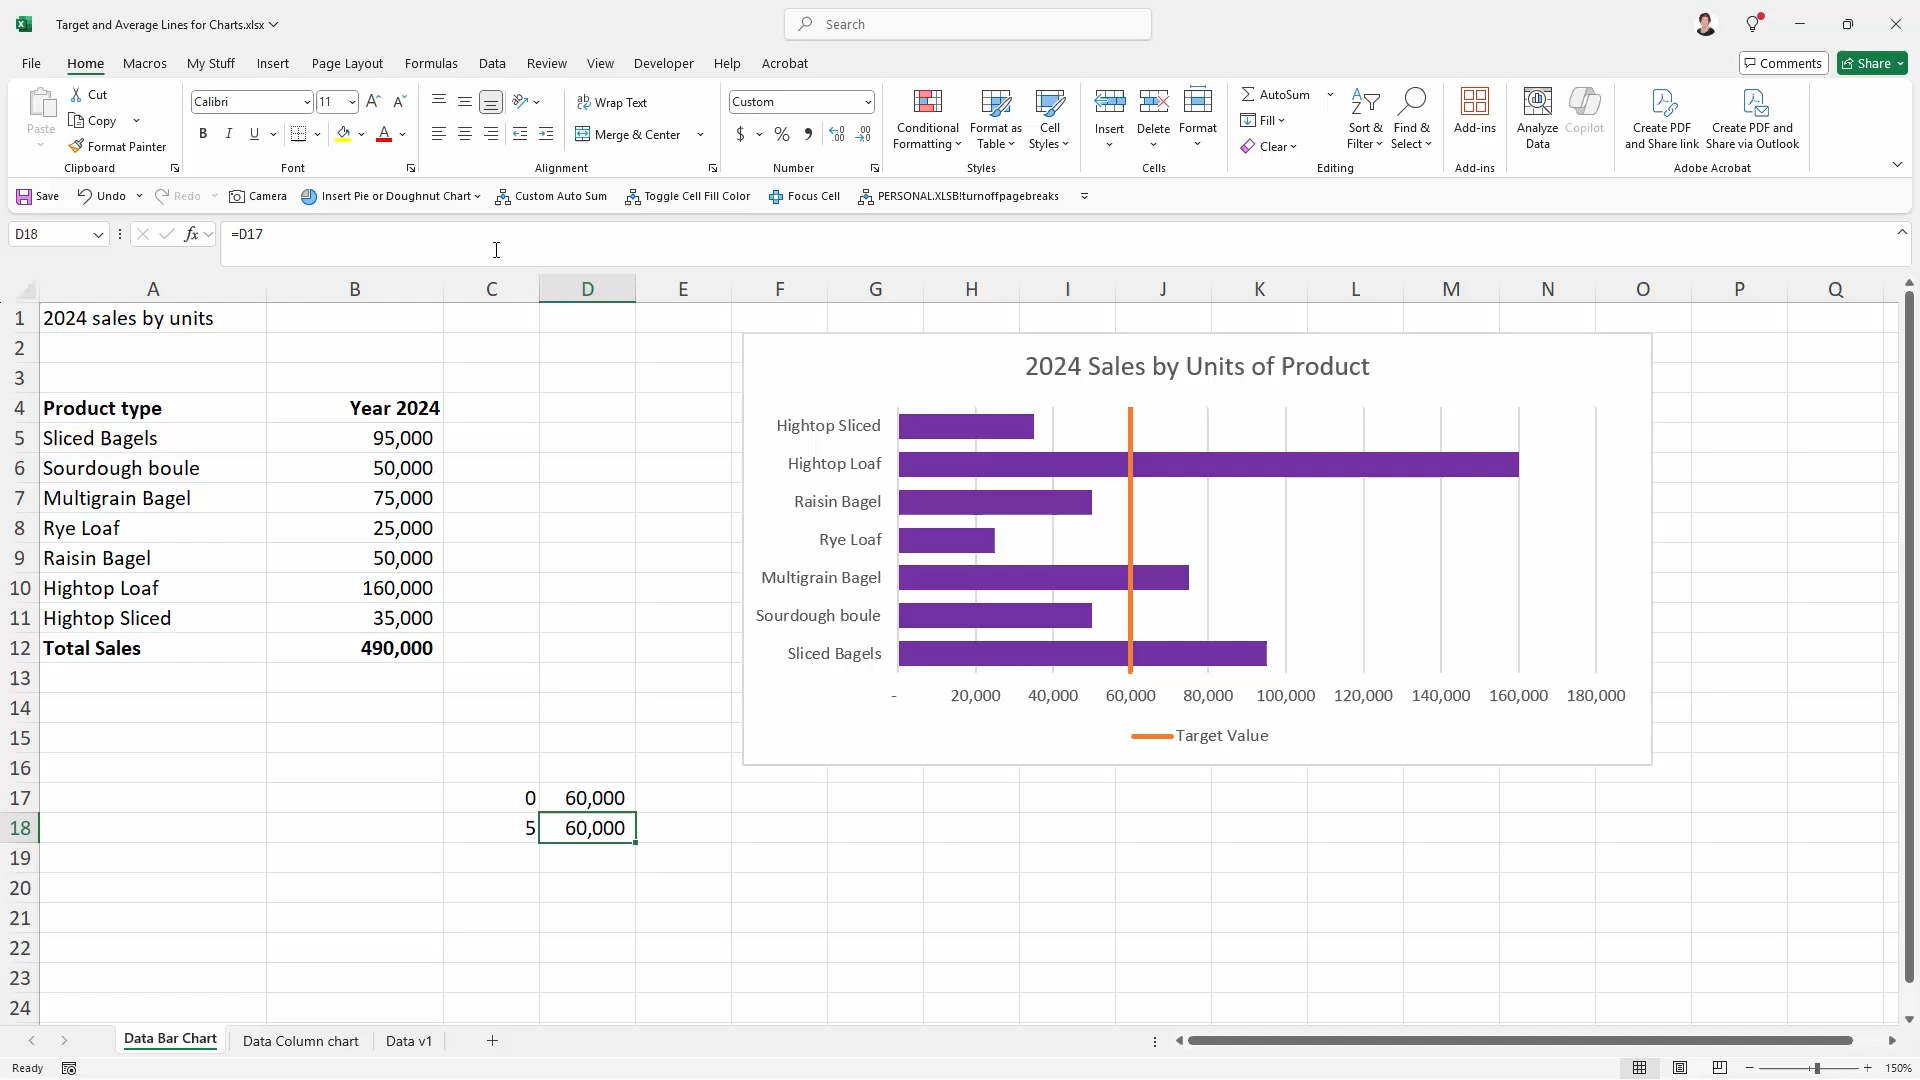 Target and Average Lines for Charts.xlsx
Search
File Home Macros My Stuff Insert Page Layout Formulas Data Review View Developer Help Acrobat
Comments Share
Paste
Cut
Copy
Format Painter
Clipboard
Calibri 11
B I U
Font
Wrap Text
Merge & Center
Alignment
Custom
$ % 9
Number
Conditional Formatting
Format as Table
Cell Styles
Styles
Insert Delete Format
Cells
AutoSum
Fill
Clear
Sort & Filter
Find & Select
Editing
Add-ins
Add-ins
Analyze Data
Copilot
Create PDF and Share link
Create PDF and Share via Outlook
Adobe Acrobat
Save Undo Redo Camera Insert Pie or Doughnut Chart Custom Auto Sum Toggle Cell Fill Color Focus Cell PERSONAL.XLSB!turnoffpagebreaks
D18 fx =D17
A B C D E F G H I J K L M N O P Q
1 2024 sales by units
2
3
4 Product type Year 2024
5 Sliced Bagels 95,000
6 Sourdough boule 50,000
7 Multigrain Bagel 75,000
8 Rye Loaf 25,000
9 Raisin Bagel 50,000
10 Hightop Loaf 160,000
11 Hightop Sliced 35,000
12 Total Sales 490,000
13
14
15
16
17 0 60,000
18 5 60,000
19
20
21
22
23
24
2024 Sales by Units of Product
Hightop Sliced
Hightop Loaf
Raisin Bagel
Rye Loaf
Multigrain Bagel
Sourdough boule
Sliced Bagels
- 20,000 40,000 60,000 80,000 100,000 120,000 140,000 160,000 180,000
Target Value
Data Bar Chart Data Column chart Data v1
Ready
150%